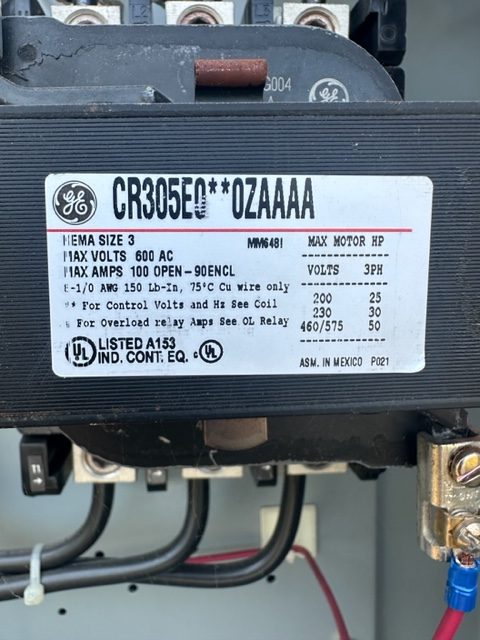 G004
GE
GE CR305E0**0ZAAAA
NEMA SIZE 3 MM6481
MAX VOLTS 600 AC
MAX AMPS 100 OPEN-90ENCL
8-1/0 AWG 150 Lb-In, 75°C Cu wire only
** For Control Volts and Hz See Coil
For Overload relay Amps See OL Relay
UL LISTED A153
IND. CONT. EQ. c UL
MAX MOTOR HP
VOLTS 3PH
200 25
230 30
460/575 50
ASM. IN MEXICO P021